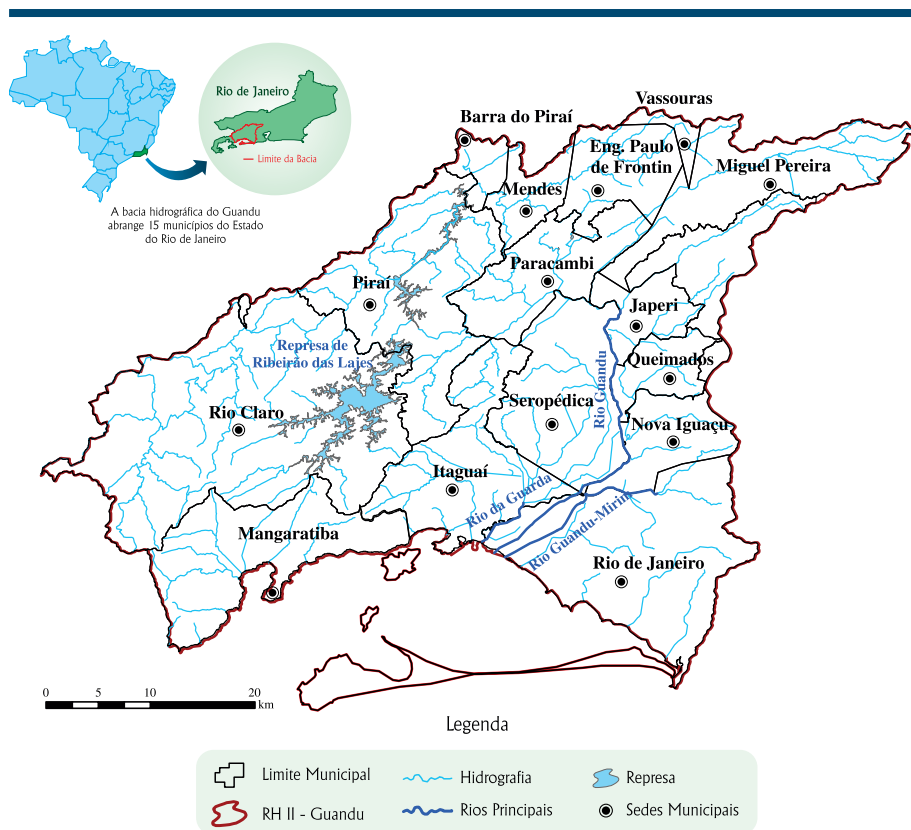 Rio de Janeiro
Limite da Bacia
A bacia hidrográfica do Guandu
abrange 15 municípios do Estado
do Rio de Janeiro
Vassouras
Barra do Piraí
Eng. Paulo
de Frontin
Miguel Pereira
Mendes
Paracambi
Piraí
Japeri
Represa de
Ribeirão das Lajes
Queimados
Rio Guandu
Seropédica
Rio Claro
Nova Iguaçu
Itaguaí
Rio da Guarda
Rio Guandu-Mirim
Mangaratiba
Rio de Janeiro
0 5 10 20
km
Legenda
Limite Municipal
Hidrografia
Represa
RH II - Guandu
Rios Principais
Sedes Municipais